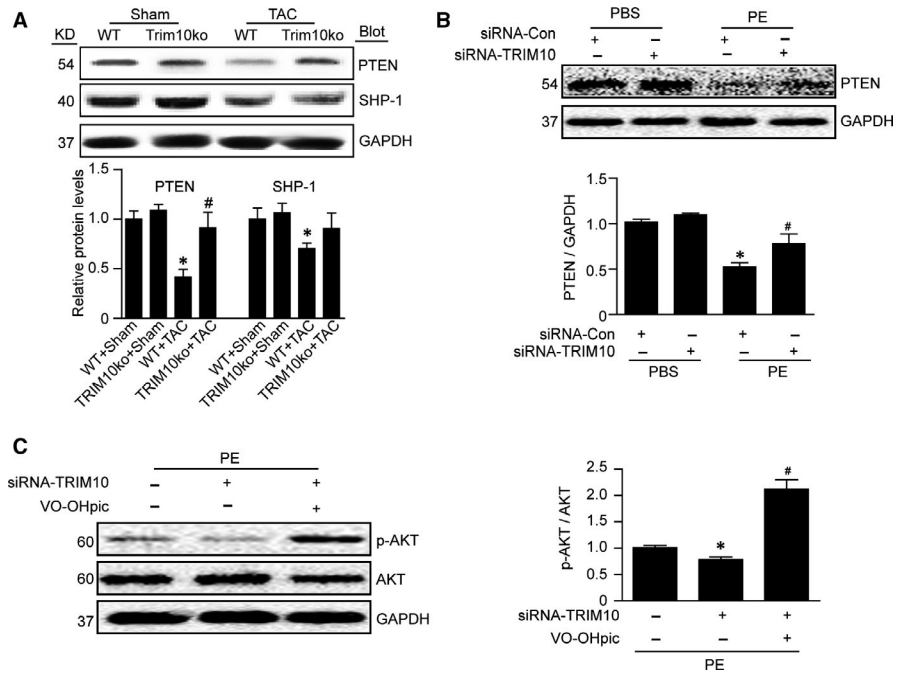 A
Sham TAC
KD WT Trim10ko WT Trim10ko Blot
54 PTEN
40 SHP-1
37 GAPDH
Relative protein levels
1.5
1.0
0.5
0
PTEN SHP-1
* # *
WT+Sham
TRIM10ko+Sham
WT+TAC
TRIM10ko+TAC
WT+Sham
TRIM10ko+Sham
WT+TAC
TRIM10ko+TAC
B
PBS PE
siRNA-Con + – + –
siRNA-TRIM10 – + – +
54 PTEN
37 GAPDH
PTEN / GAPDH
1.5
1.0
0.5
0
* #
siRNA-Con + – + –
siRNA-TRIM10 – + – +
PBS PE
C
PE
siRNA-TRIM10 – + +
VO-OHpic – – +
60 p-AKT
60 AKT
37 GAPDH
p-AKT / AKT
2.5
2.0
1.5
1.0
0.5
0
* #
siRNA-TRIM10 – + +
VO-OHpic – – +
PE